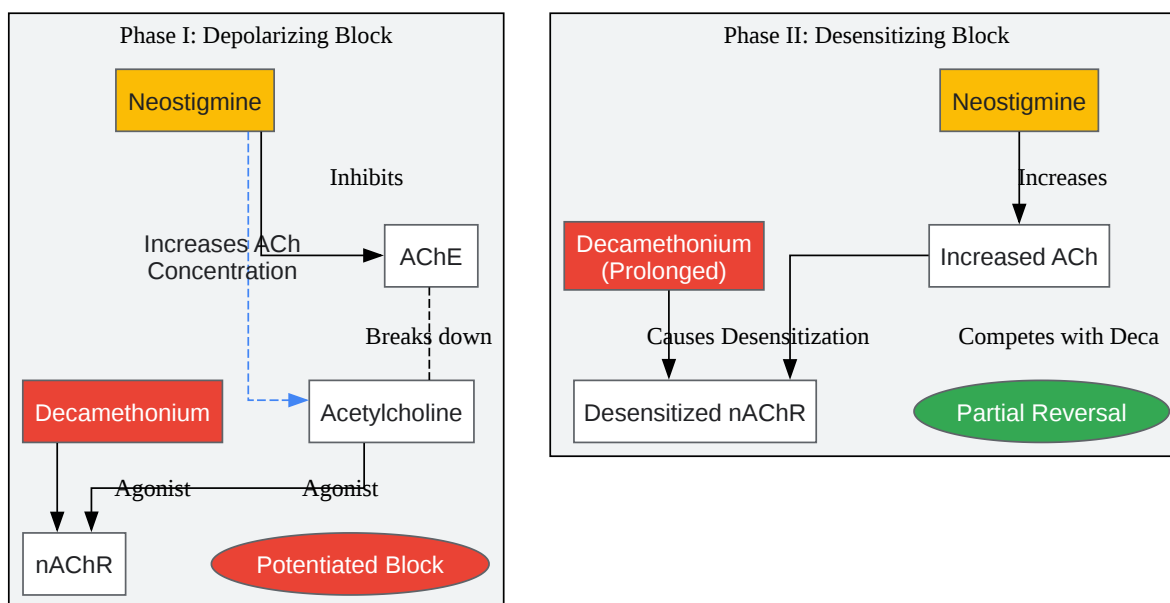 Phase I: Depolarizing Block
Neostigmine
Inhibits
Increases ACh
Concentration
AChE
Breaks down
Decamethonium
Acetylcholine
Agonist
Agonist
nAChR
Potentiated Block
Phase II: Desensitizing Block
Neostigmine
Increases
Decamethonium
(Prolonged)
Increased ACh
Causes Desensitization
Competes with Deca
Desensitized nAChR
Partial Reversal